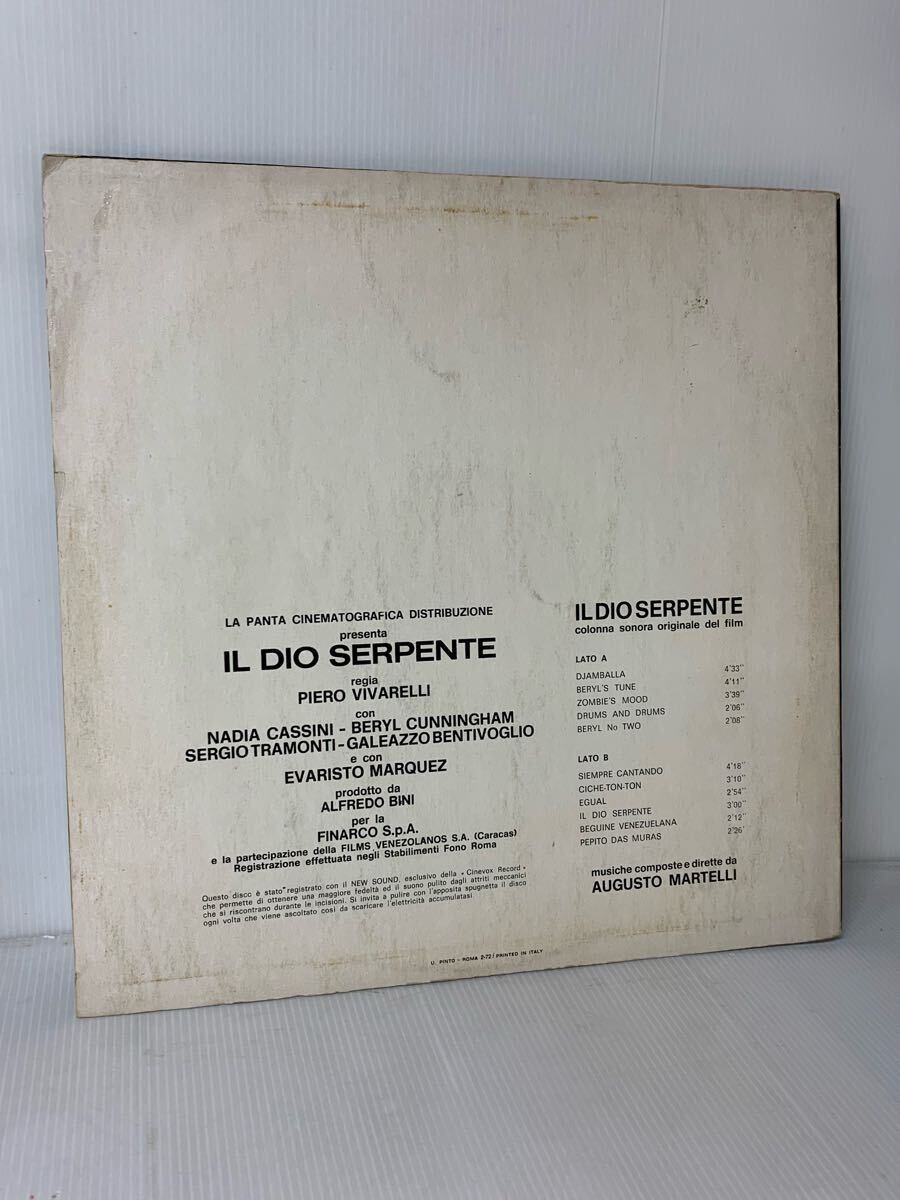 LA PANTA CINEMATOGRAFICA DISTRIBUZIONE
presenta
IL DIO SERPENTE
regia
PIERO VIVARELLI
con
NADIA CASSINI - BERYL CUNNINGHAM
SERGIO TRAMONTI - GALEAZZO BENTIVOGLIO
e con
EVARISTO MARQUEZ
prodotto da
ALFREDO BINI
per la
FINARCO S.p.A.
e la partecipazione della FILMS VENEZOLANOS S.A. (Caracas)
Registrazione effettuata negli Stabilimenti Fono Roma
Questo disco è stato registrato con il NEW SOUND, esclusivo della « Cinevox Record »
che permette di ottenere una maggiore fedeltà ed il suono pulito dagli attriti meccanici
che si riscontrano durante le incisioni. Si invita a pulire con l'apposita spugnetta il disco
ogni volta che viene ascoltato così da scaricare l'elettricità accumulatasi.
IL DIO SERPENTE
colonna sonora originale del film
LATO A
DJAMBALLA 4'33"
BERYL'S TUNE 4'11"
ZOMBIE'S MOOD 3'39"
DRUMS AND DRUMS 2'06"
BERYL No TWO 2'08"
LATO B
SIEMPRE CANTANDO 4'18"
CICHE-TON-TON 3'10"
EGUAL 2'54"
IL DIO SERPENTE 3'00"
BEGUINE VENEZUELANA 2'12"
PEPITO DAS MURAS 2'26'
musiche composte e dirette da
AUGUSTO MARTELLI
U. PINTO - ROMA 2-72 / PRINTED IN ITALY